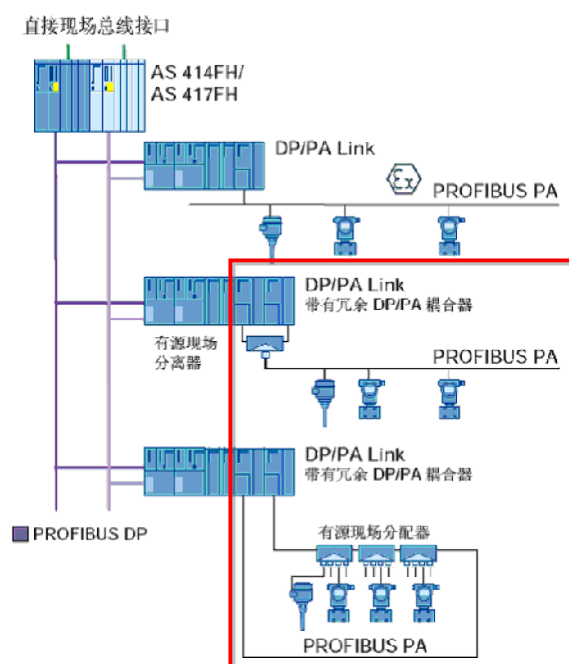 直接现场总线接口
AS 414FH/
AS 417FH
DP/PA Link
Ex
PROFIBUS PA
DP/PA Link
带有冗余 DP/PA 耦合器
有源现场
分离器
PROFIBUS PA
DP/PA Link
带有冗余 DP/PA 耦合器
PROFIBUS DP
有源现场分配器
PROFIBUS PA